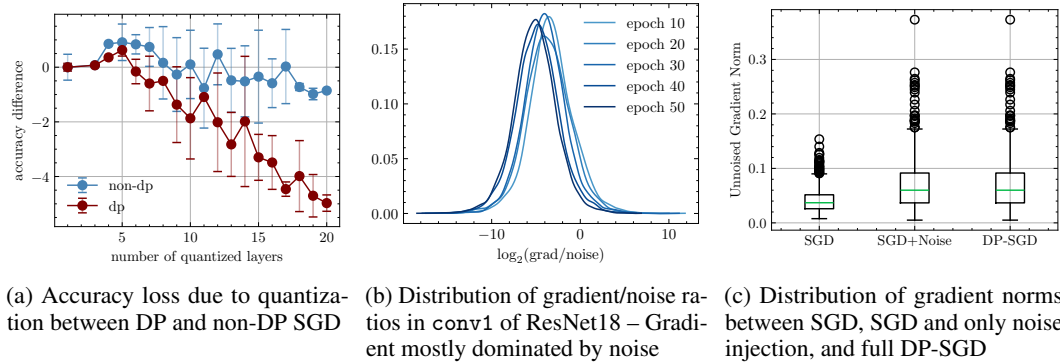 0
−2
−4
accuracy difference
non-dp
dp
5
10
15
20
number of quantized layers
(a) Accuracy loss due to quantiza-
tion between DP and non-DP SGD
0.15
0.10
0.05
0.00
epoch 10
epoch 20
epoch 30
epoch 40
epoch 50
−10
0
10
log₂(grad/noise)
(b) Distribution of gradient/noise ra-
tios in conv1 of ResNet18 – Gradi-
ent mostly dominated by noise
Unnoised Gradient Norm
0.3
0.2
0.1
0.0
SGD
SGD+Noise
DP-SGD
(c) Distribution of gradient norms
between SGD, SGD and only noise
injection, and full DP-SGD